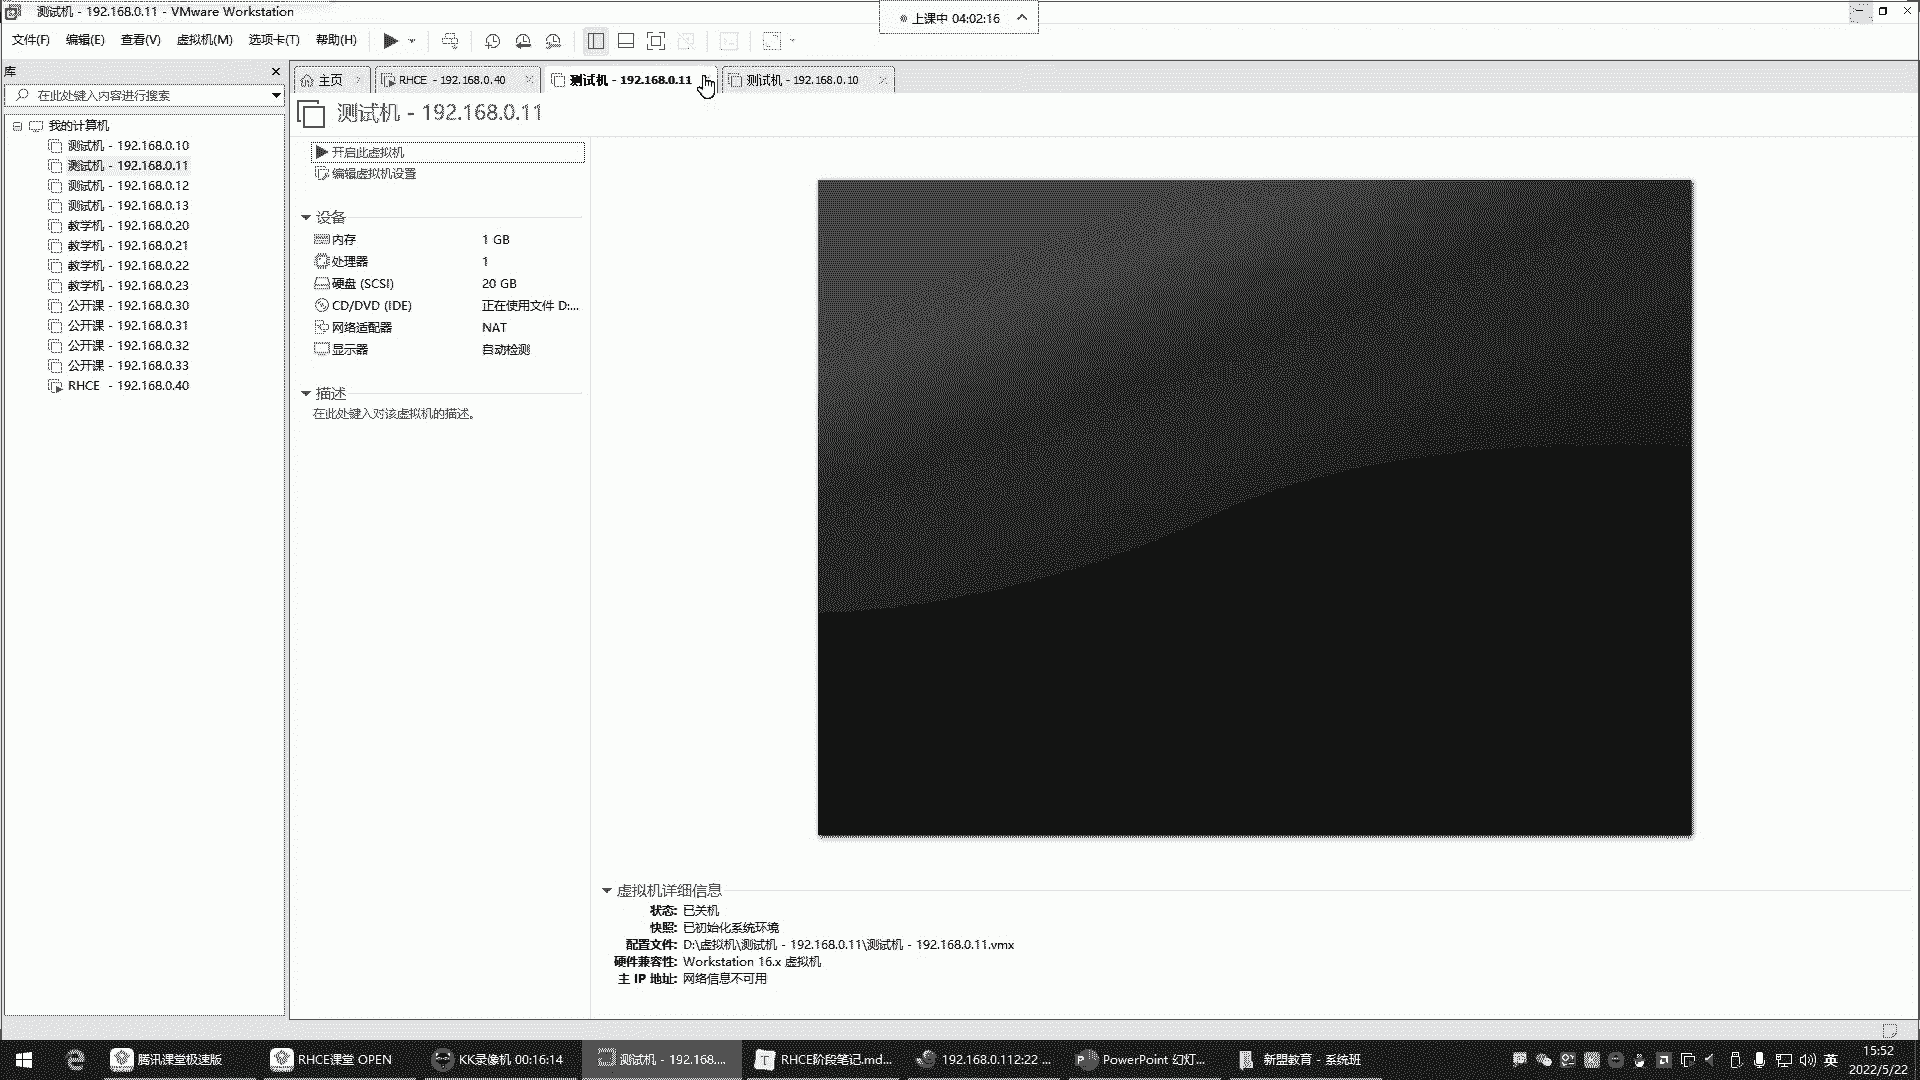 测试机 - 192.168.0.11 - VMware Workstation
上课中 04:02:16
文件(F) 编辑(E) 查看(V) 虚拟机(M) 选项卡(T) 帮助(H)
库
在此处键入内容进行搜索
我的计算机
测试机 - 192.168.0.10
测试机 - 192.168.0.11
测试机 - 192.168.0.12
测试机 - 192.168.0.13
教学机 - 192.168.0.20
教学机 - 192.168.0.21
教学机 - 192.168.0.22
教学机 - 192.168.0.23
公开课 - 192.168.0.30
公开课 - 192.168.0.31
公开课 - 192.168.0.32
公开课 - 192.168.0.33
RHCE - 192.168.0.40
主页 RHCE - 192.168.0.40 测试机 - 192.168.0.11 测试机 - 192.168.0.10
测试机 - 192.168.0.11
开启此虚拟机
编辑虚拟机设置
设备
内存 1 GB
处理器 1
硬盘 (SCSI) 20 GB
CD/DVD (IDE) 正在使用文件 D:...
网络适配器 NAT
显示器 自动检测
描述
在此处键入对该虚拟机的描述。
虚拟机详细信息
状态: 已关机
快照: 已初始化系统环境
配置文件: D:\虚拟机\测试机 - 192.168.0.11\测试机 - 192.168.0.11.vmx
硬件兼容性: Workstation 16.x 虚拟机
主 IP 地址: 网络信息不可用
腾讯课堂极速版 RHCE课堂 OPEN KK录像机 00:16:14 测试机 - 192.168.... RHCE阶段笔记.md... 192.168.0.112:22 ... PowerPoint 幻灯... 新盟教育 - 系统班 英 15:52
2022/5/22